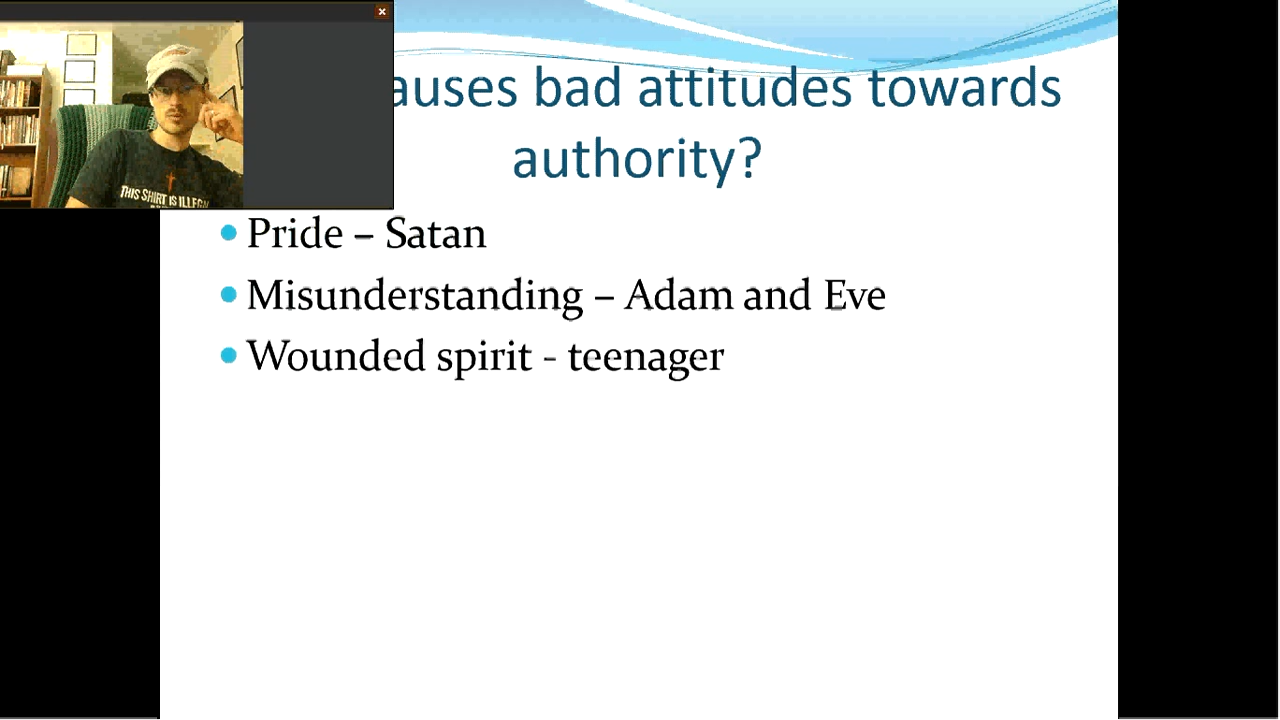 auses bad attitudes towards
authority?
THIS SHIRT IS ILLEGAL
Pride – Satan
Misunderstanding – Adam and Eve
Wounded spirit - teenager